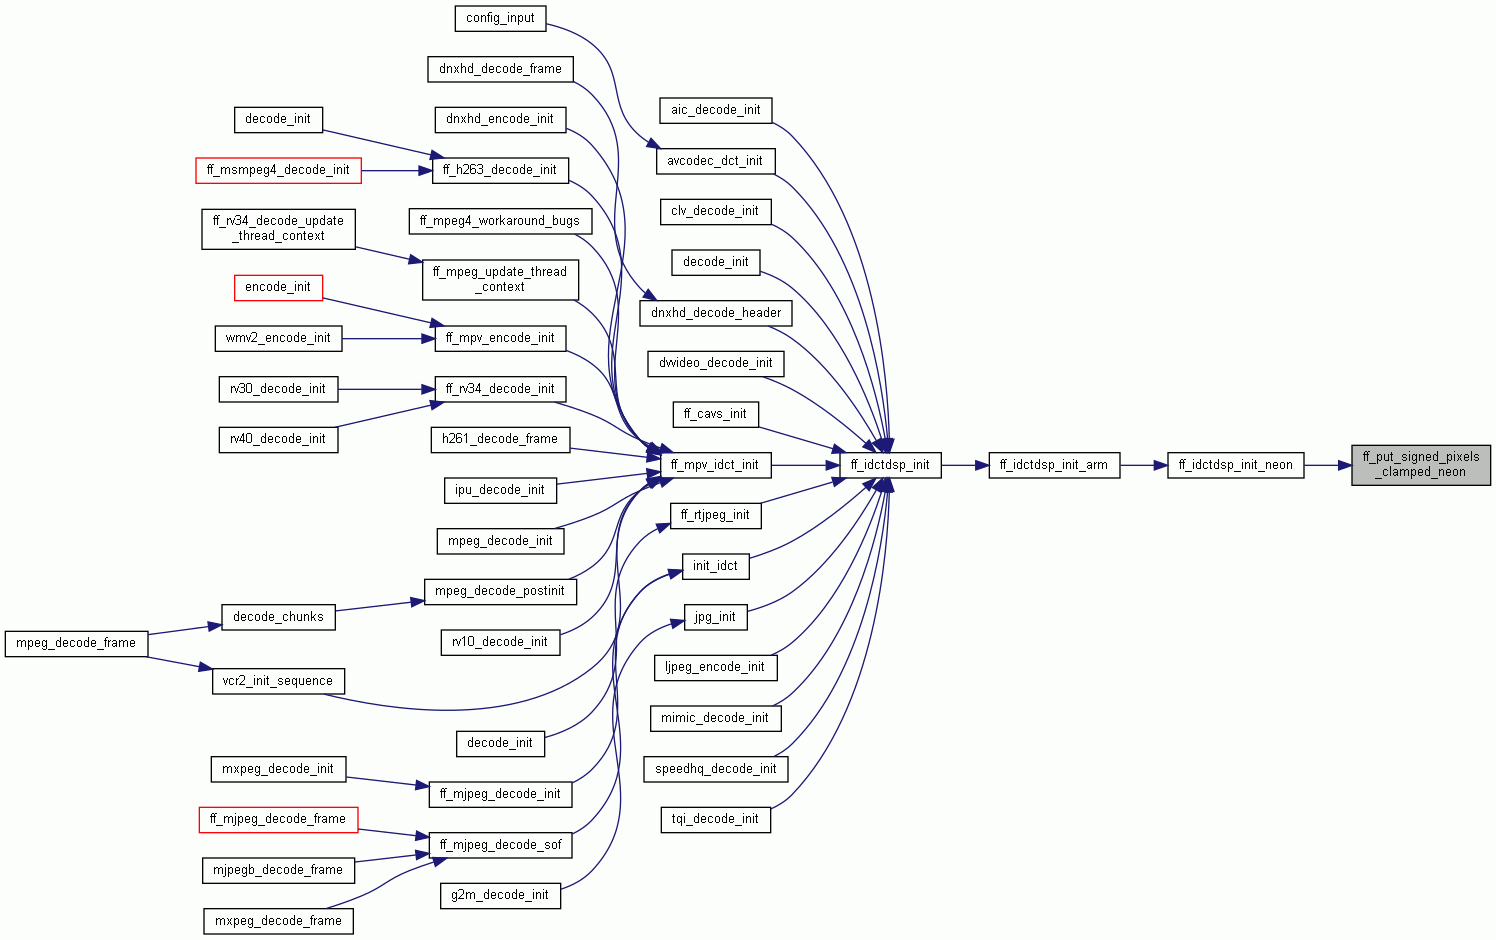 config_input
dnxhd_decode_frame
decode_init
dnxhd_encode_init
aic_decode_init
ff_msmpeg4_decode_init
ff_h263_decode_init
avcodec_dct_init
ff_rv34_decode_update
_thread_context
ff_mpeg4_workaround_bugs
clv_decode_init
ff_mpeg_update_thread
_context
decode_init
encode_init
dnxhd_decode_header
wmv2_encode_init
ff_mpv_encode_init
dvvideo_decode_init
rv30_decode_init
ff_rv34_decode_init
ff_cavs_init
rv40_decode_init
h261_decode_frame
ff_mpv_idct_init
ff_idctdsp_init
ff_idctdsp_init_arm
ff_idctdsp_init_neon
ff_put_signed_pixels
_clamped_neon
ipu_decode_init
ff_rtjpeg_init
mpeg_decode_init
init_idct
mpeg_decode_postinit
decode_chunks
jpg_init
mpeg_decode_frame
rv10_decode_init
ljpeg_encode_init
vcr2_init_sequence
mimic_decode_init
decode_init
mxpeg_decode_init
speedhq_decode_init
ff_mjpeg_decode_init
ff_mjpeg_decode_frame
tqi_decode_init
ff_mjpeg_decode_sof
mjpegb_decode_frame
g2m_decode_init
mxpeg_decode_frame